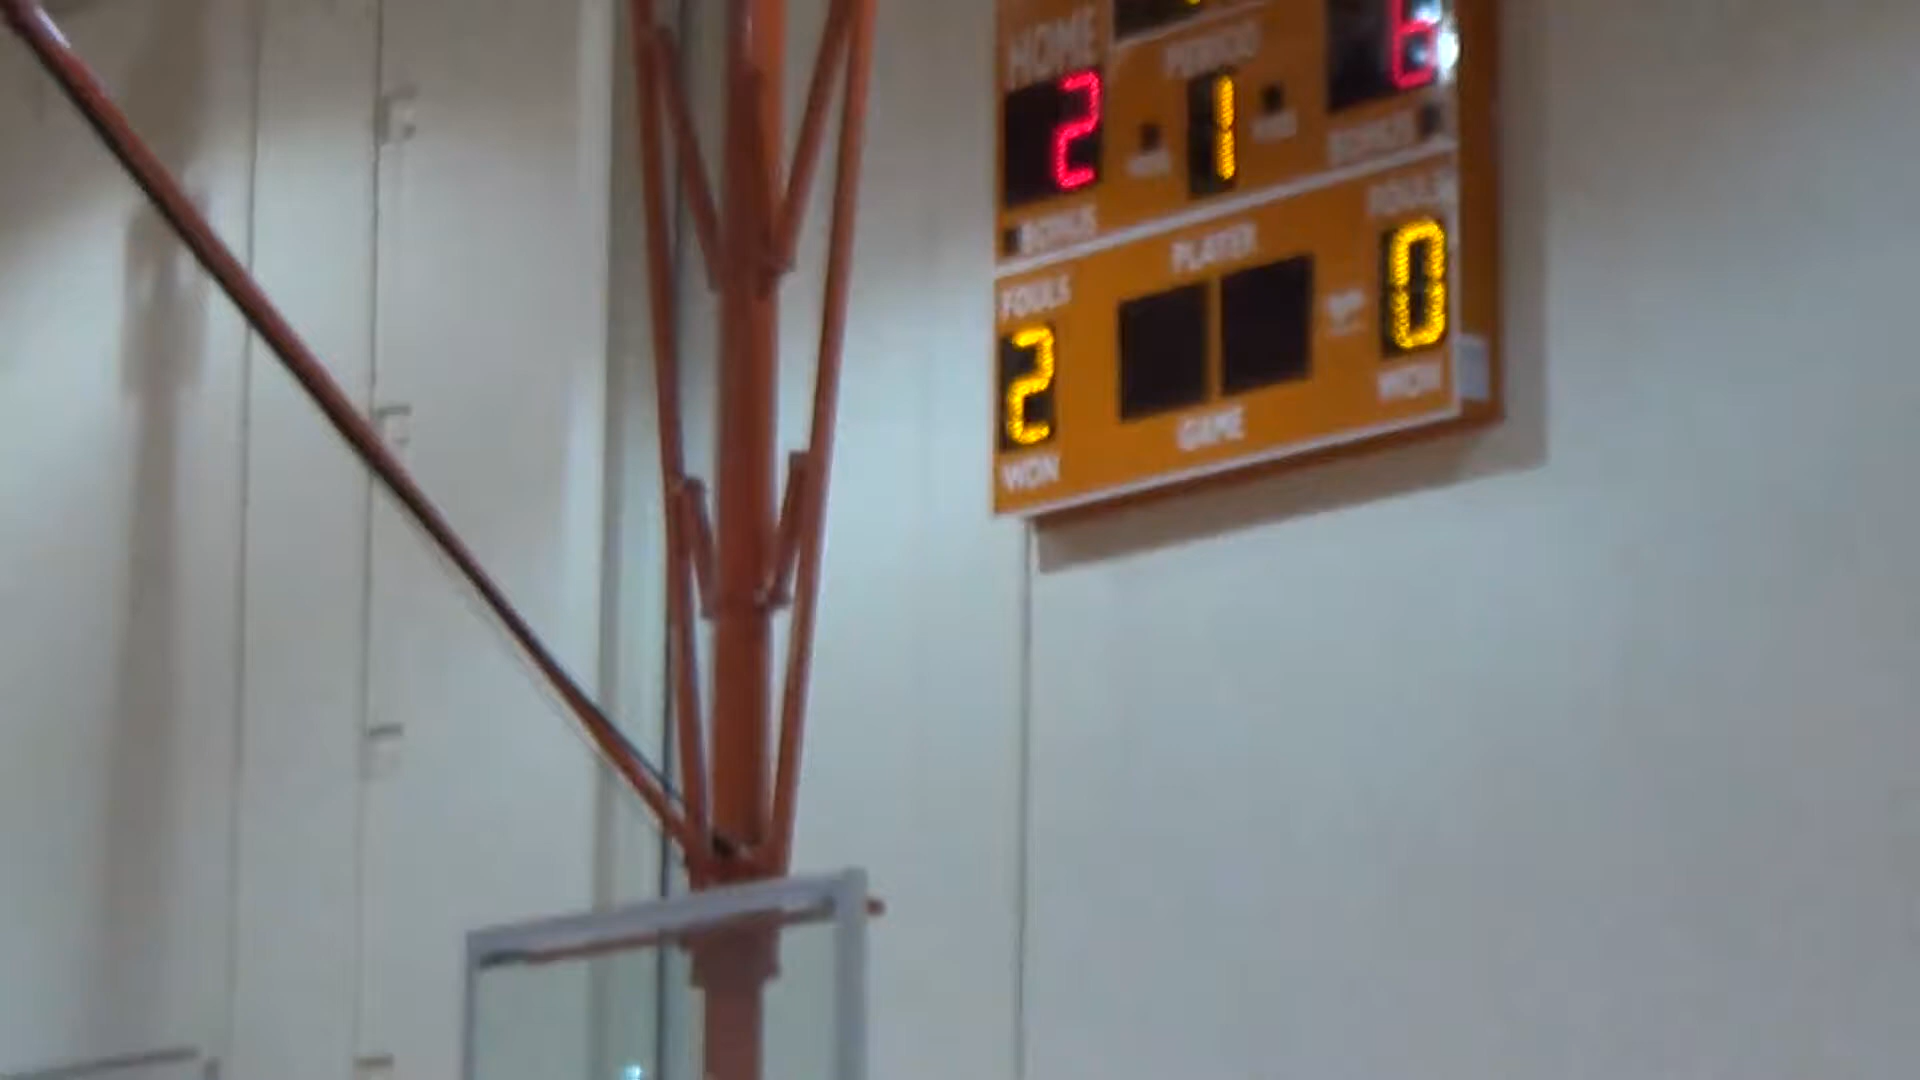 HOME
PERIOD
6
2
1
BONUS
BONUS
FOULS
PLAYER
FOULS
0
2
WON
GAME
WON